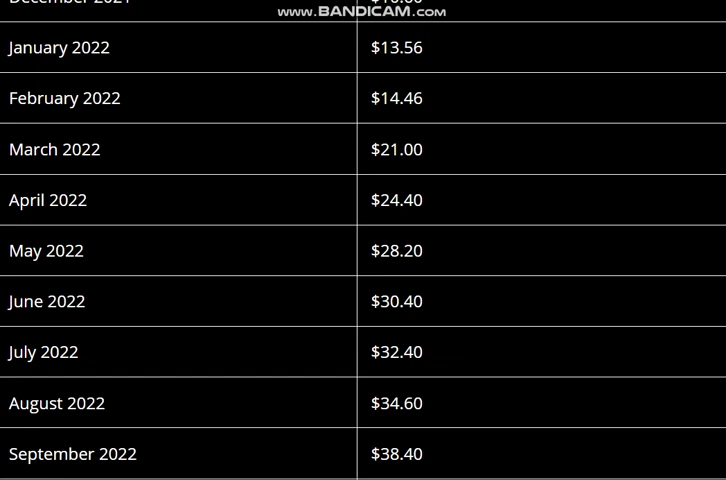 www.BANDICAM.com
January 2022 $13.56
February 2022 $14.46
March 2022 $21.00
April 2022 $24.40
May 2022 $28.20
June 2022 $30.40
July 2022 $32.40
August 2022 $34.60
September 2022 $38.40